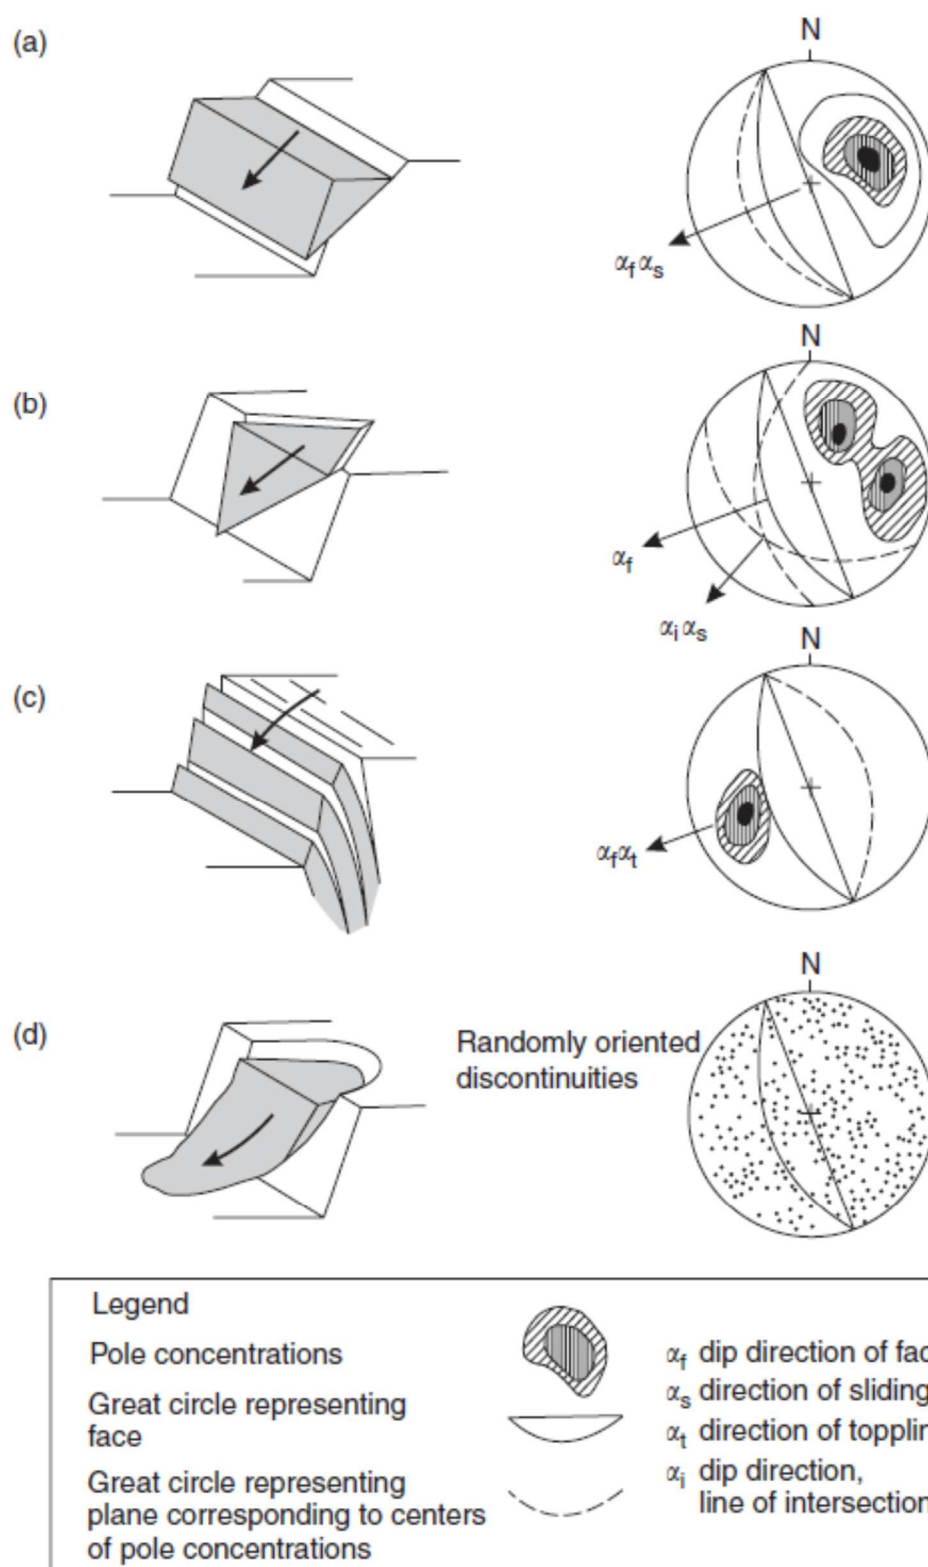 (a)
N
αf αs
(b)
N
αf
αi αs
(c)
N
αfαt
(d)
N
Randomly oriented
discontinuities
Legend
Pole concentrations
Great circle representing
face
Great circle representing
plane corresponding to centers
of pole concentrations
αf dip direction of fac
αs direction of sliding
αt direction of topplin
αi dip direction,
line of intersection